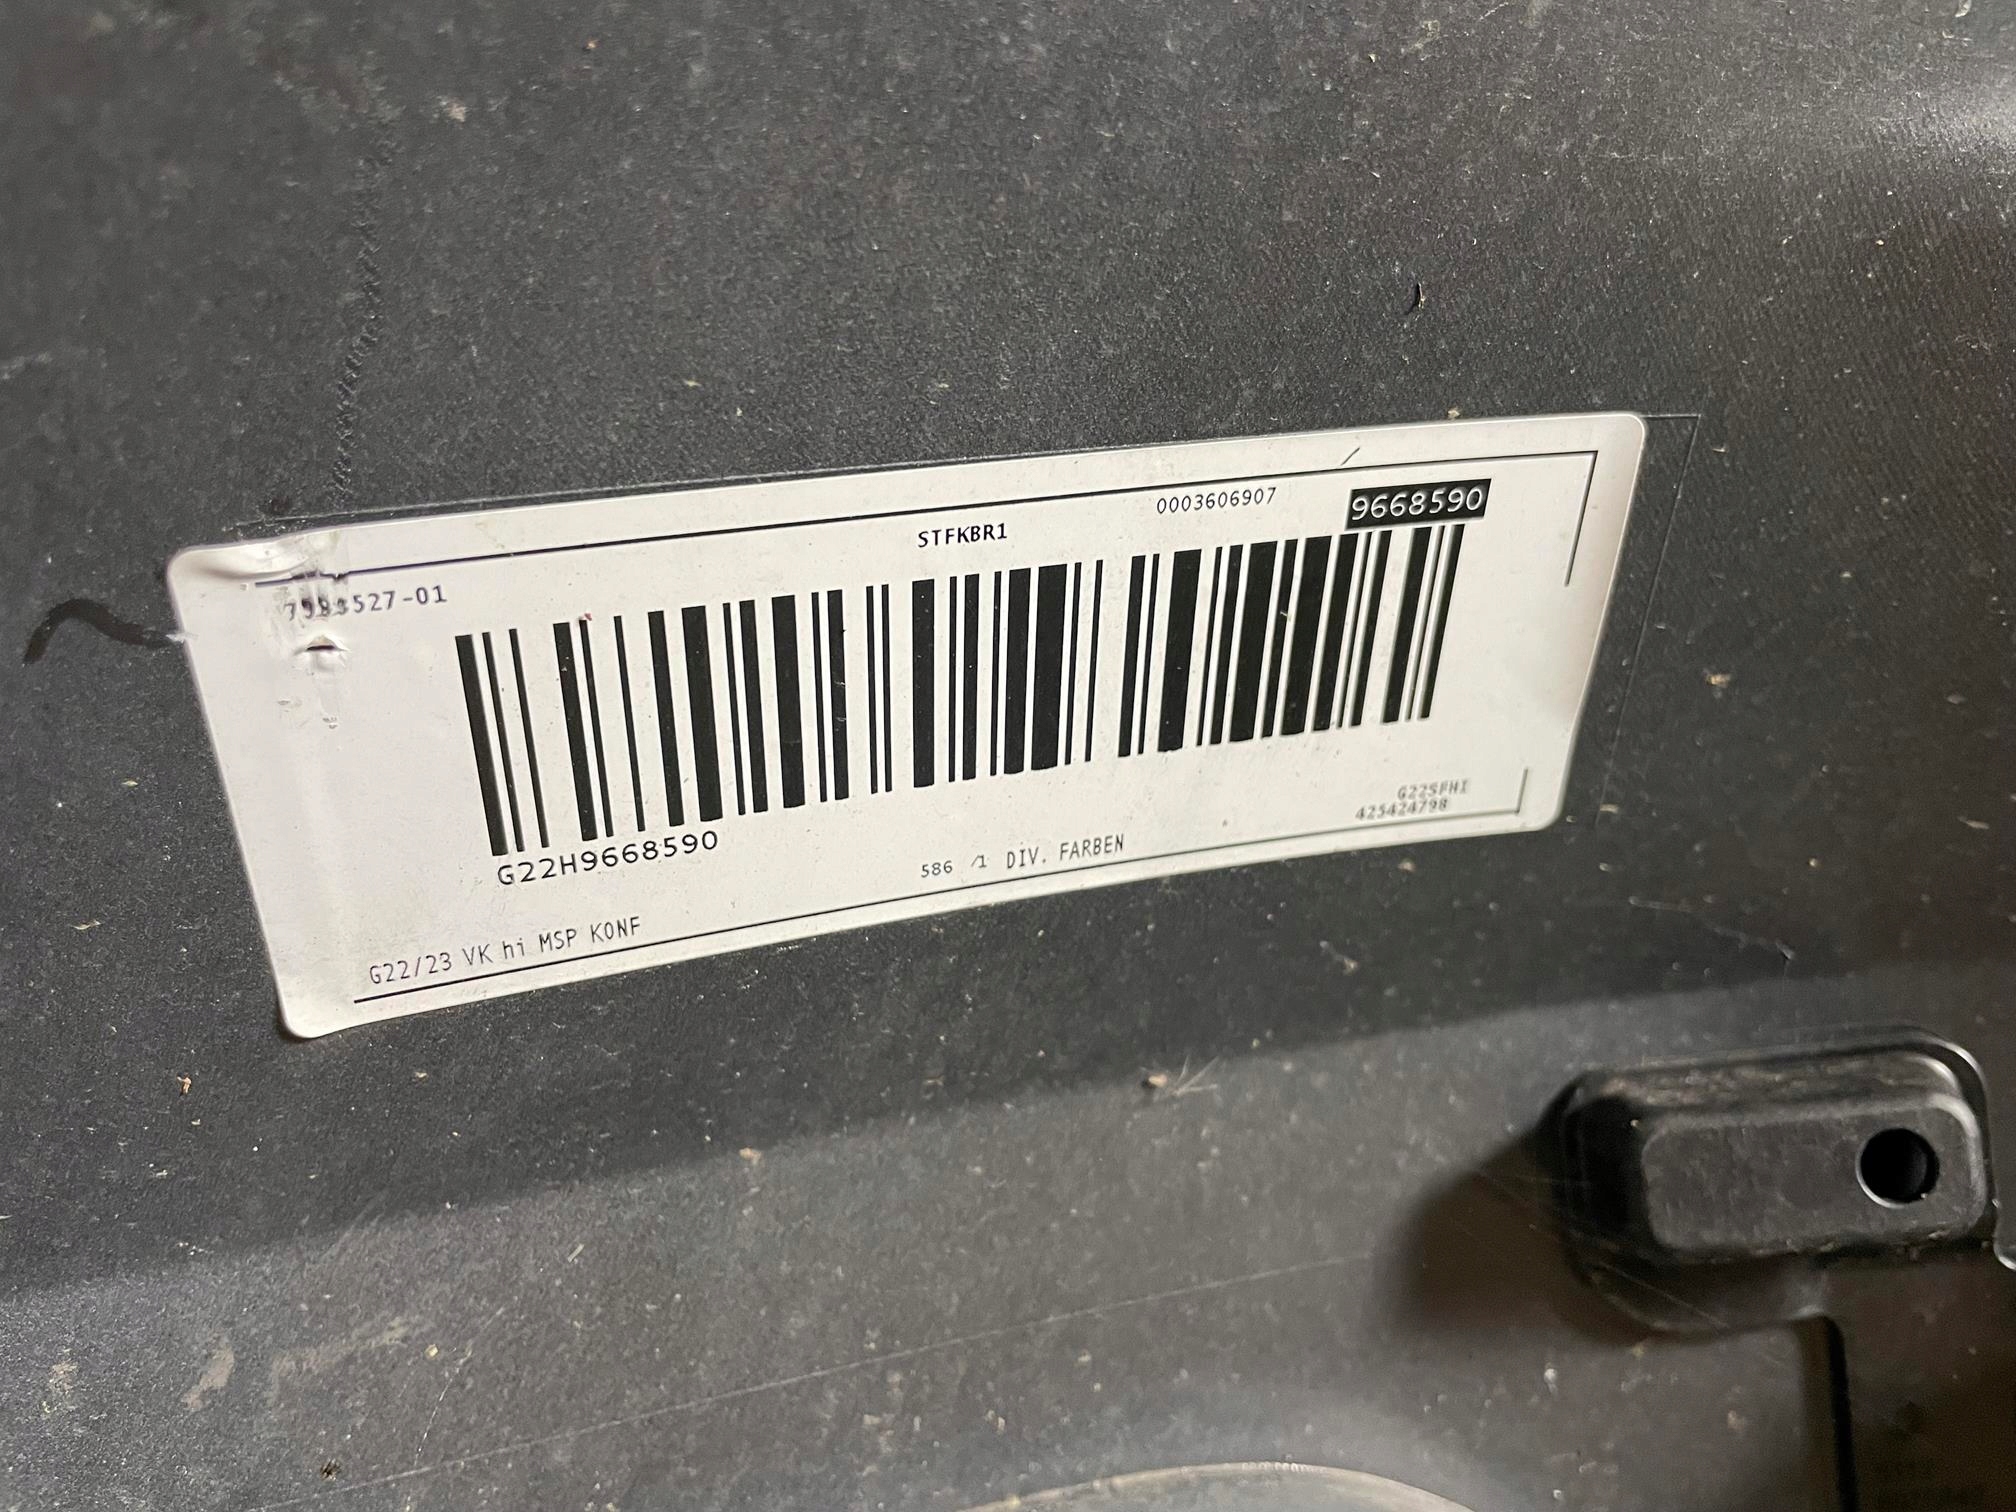 STFKBR1
0003606907
9668590
G22H9668590
586 /1 DIV. FARBEN
G22SFHI
425424798
G22/23 VK hi MSP KONF